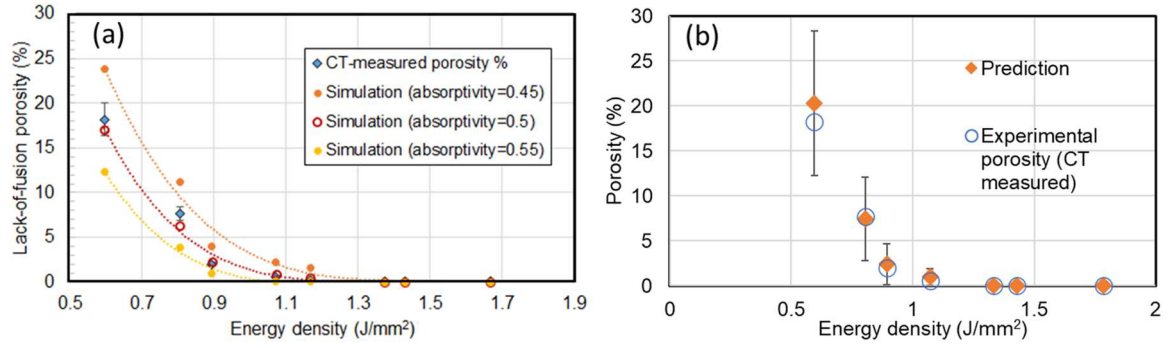 (a)
Lack-of-fusion porosity (%)
30
25
20
15
10
5
0
CT-measured porosity %
Simulation (absorptivity=0.45)
Simulation (absorptivity=0.5)
Simulation (absorptivity=0.55)
0.5 0.7 0.9 1.1 1.3 1.5 1.7 1.9
Energy density (J/mm²)
(b)
Porosity (%)
30
25
20
15
10
5
0
Prediction
Experimental
porosity (CT
measured)
0 0.5 1 1.5 2
Energy density (J/mm²)